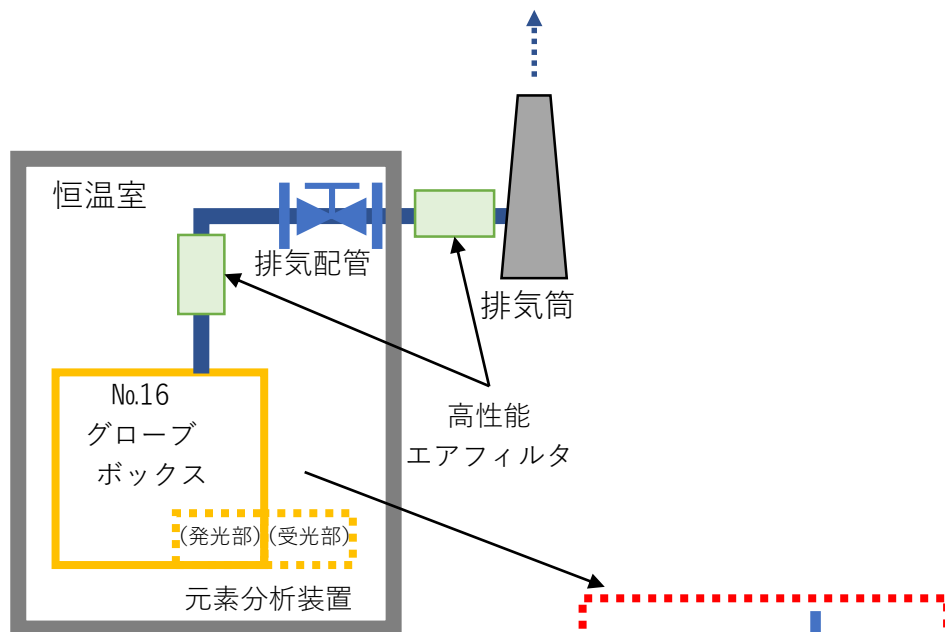 恒温室
排気配管
排気筒
№16
グローブ
ボックス
高性能
エアフィルタ
(発光部)(受光部)
元素分析装置